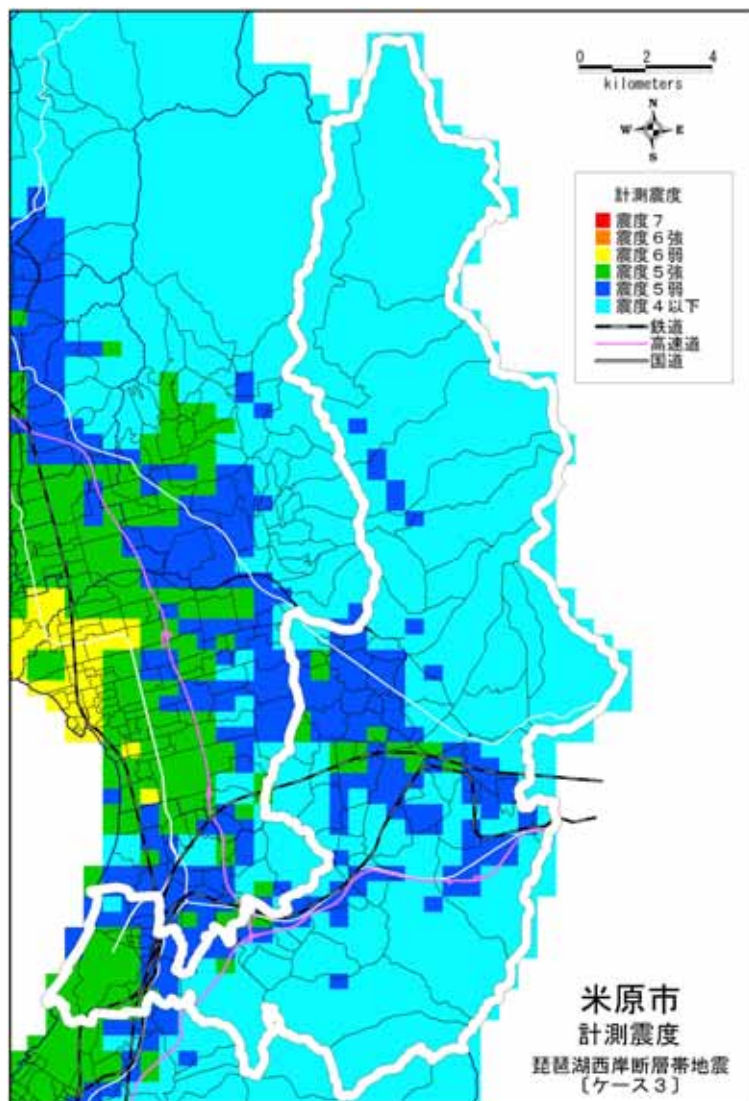 0 2 4
kilometers
N
W E
S
計測震度
震度7
震度6強
震度6弱
震度5強
震度5弱
震度4以下
鉄道
高速道
国道
米原市
計測震度
琵琶湖西岸断層帯地震
〔ケース3〕